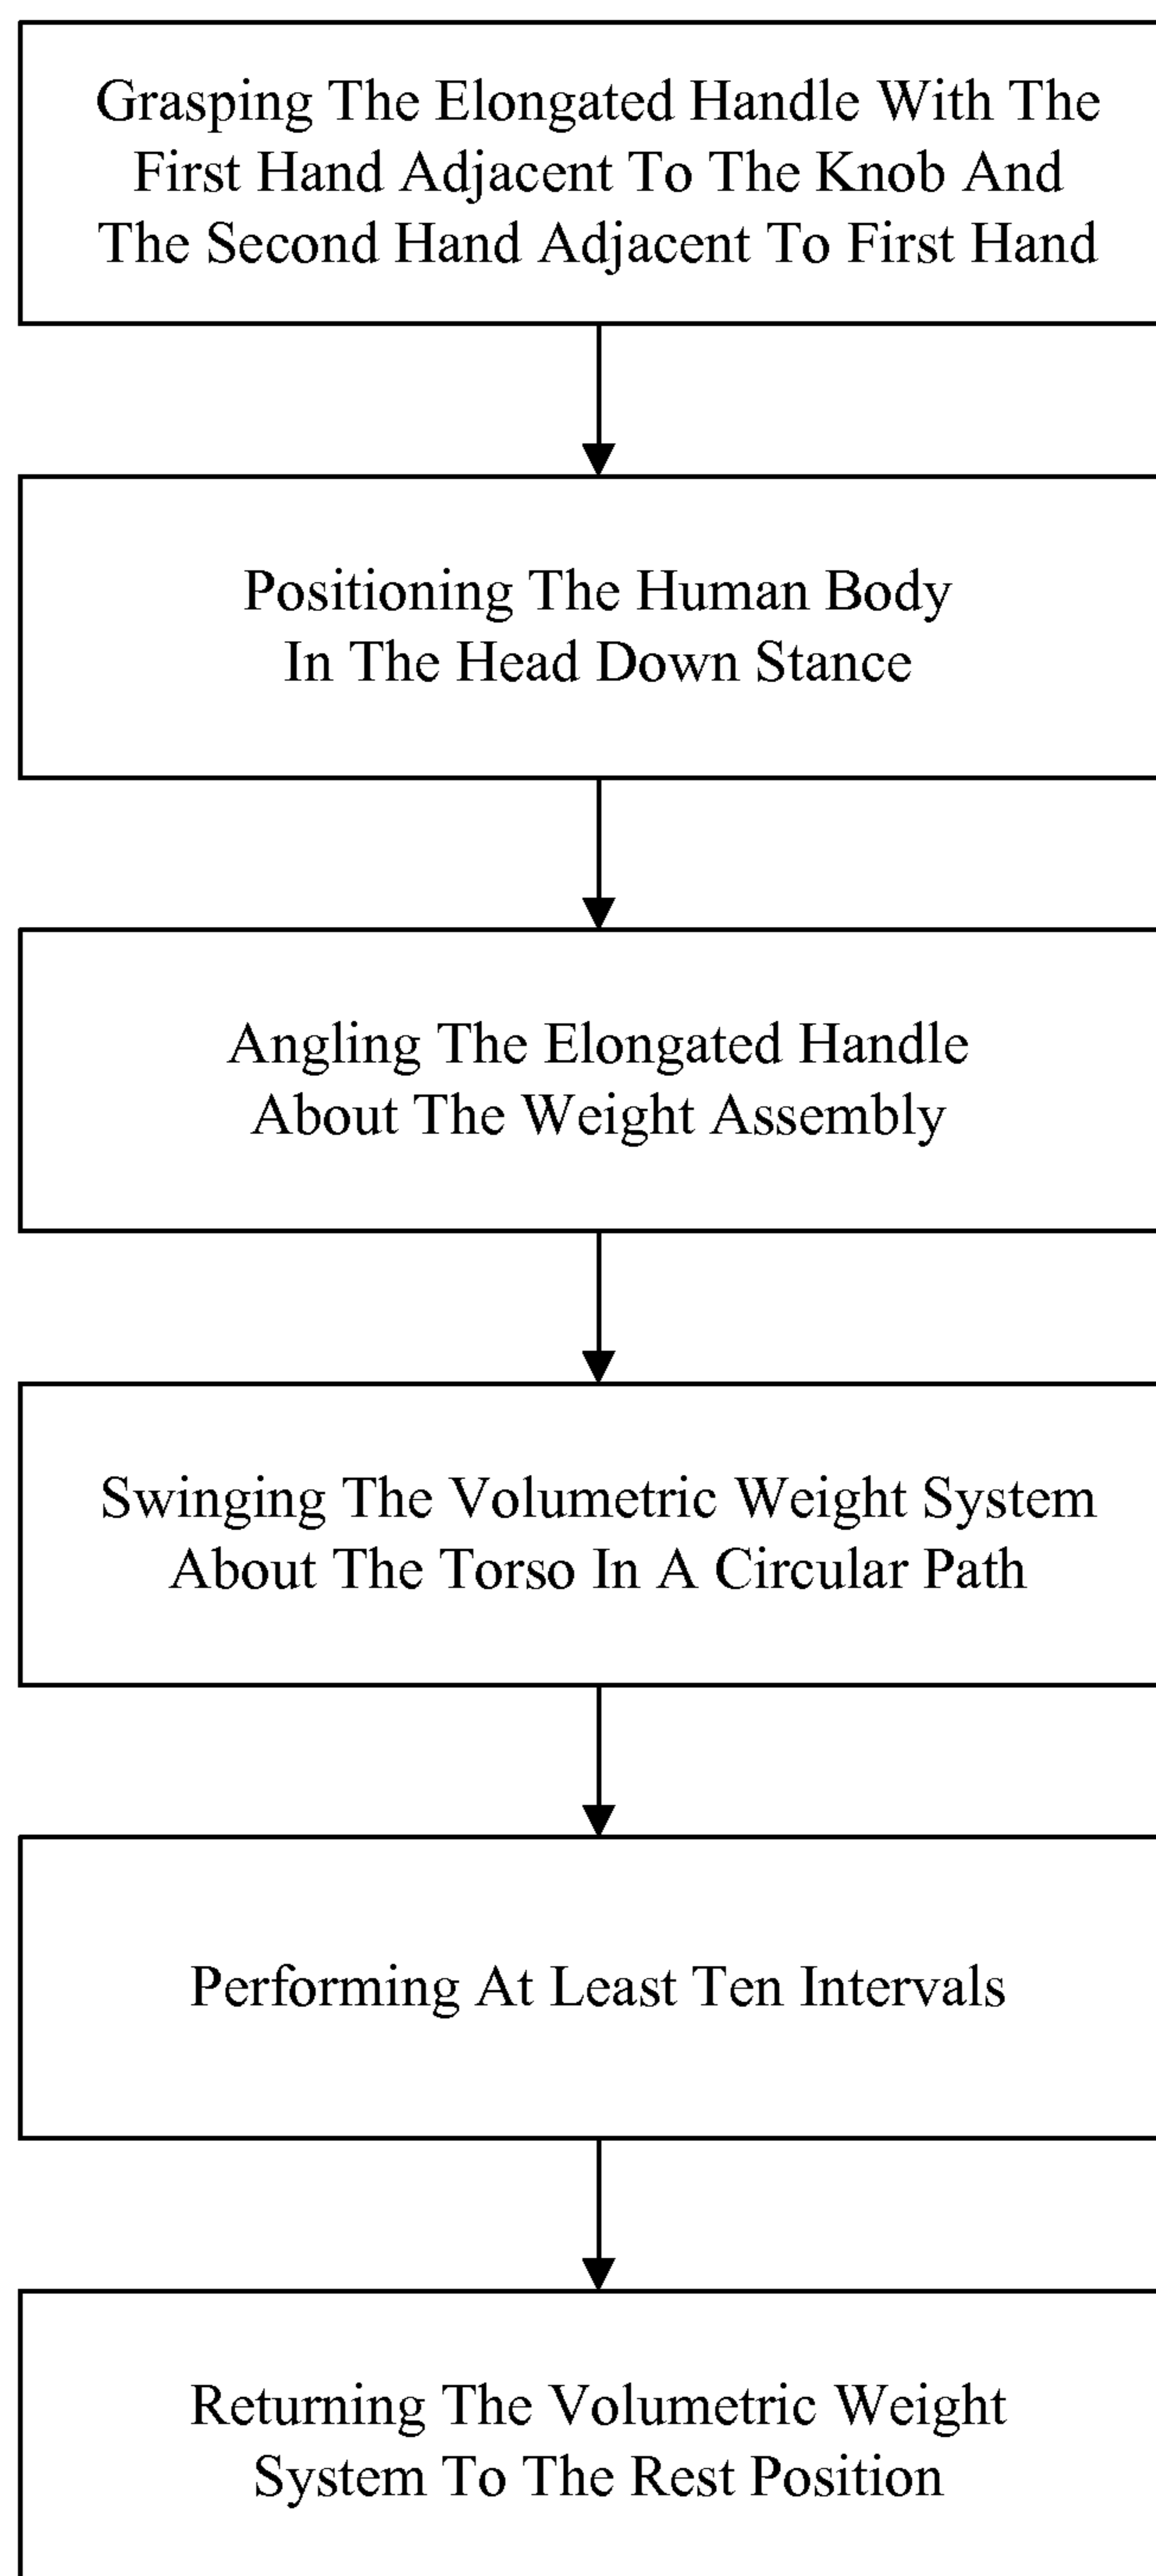 Grasping The Elongated Handle With The
First Hand Adjacent To The Knob And
The Second Hand Adjacent To First Hand
Positioning The Human Body
In The Head Down Stance
Angling The Elongated Handle
About The Weight Assembly
Swinging The Volumetric Weight System
About The Torso In A Circular Path
Performing At Least Ten Intervals
Returning The Volumetric Weight
System To The Rest Position